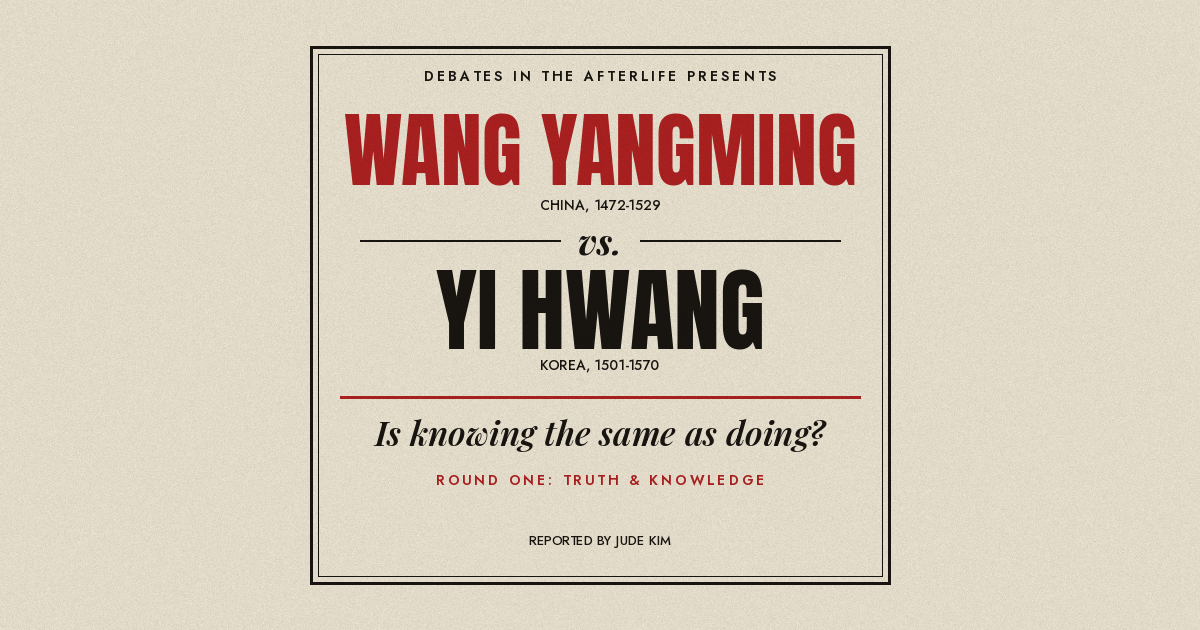 DEBATES IN THE AFTERLIFE PRESENTS
WANG YANGMING
CHINA, 1472-1529
vs.
YI HWANG
KOREA, 1501-1570
Is knowing the same as doing?
ROUND ONE: TRUTH & KNOWLEDGE
REPORTED BY JUDE KIM